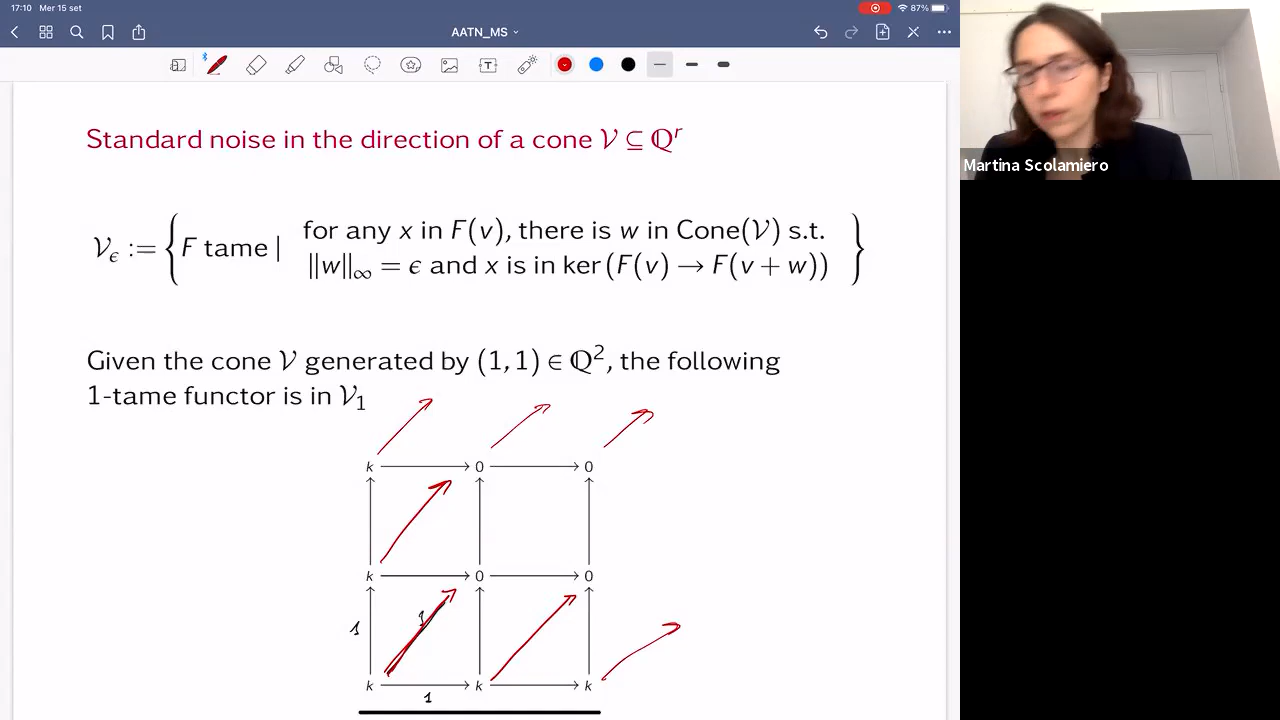 17:10 Mer 15 set
87%
AATN_MS
T
Martina Scolamiero
Standard noise in the direction of a cone 𝒱 ⊆ ℚʳ
𝒱ϵ := { F tame | for any x in F(v), there is w in Cone(𝒱) s.t.
‖w‖∞ = ϵ and x is in ker(F(v) → F(v + w)) }
Given the cone 𝒱 generated by (1, 1) ∈ ℚ², the following
1-tame functor is in 𝒱₁
k → 0 → 0
k → 0 → 0
1 1
k → k → k
1